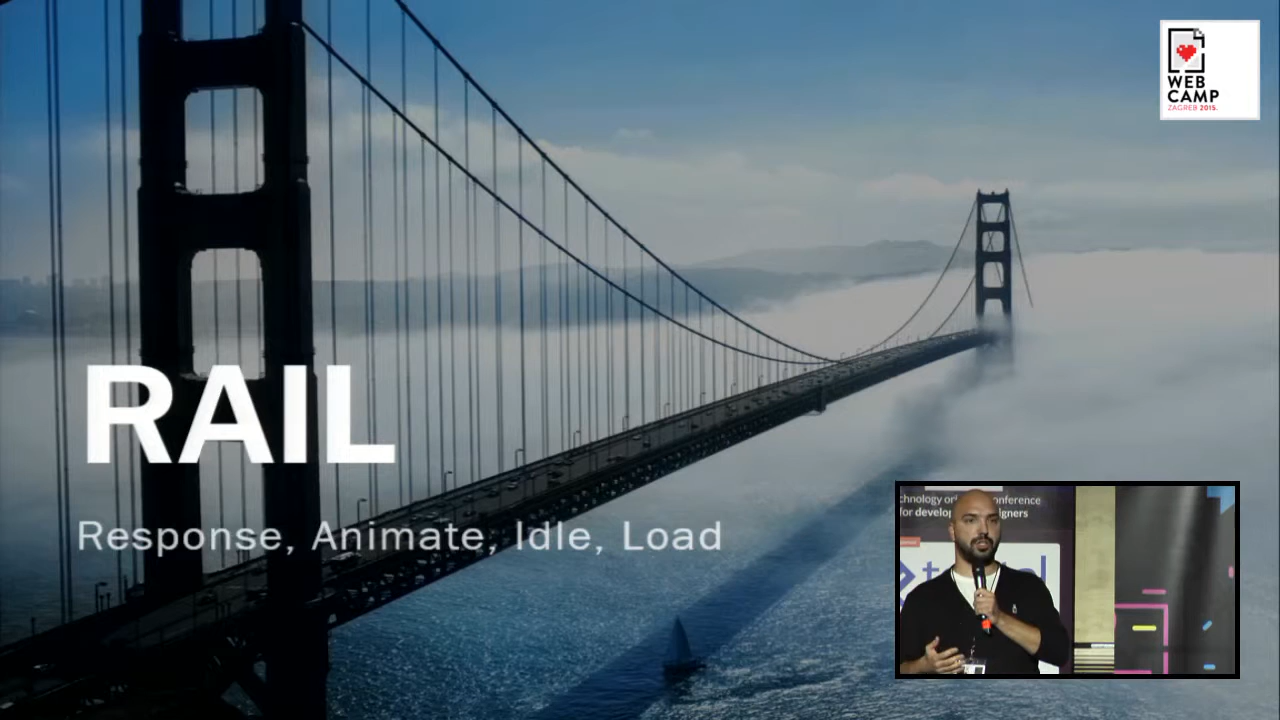 WEB
CAMP
ZAGREB 2015.
RAIL
Response, Animate, Idle, Load